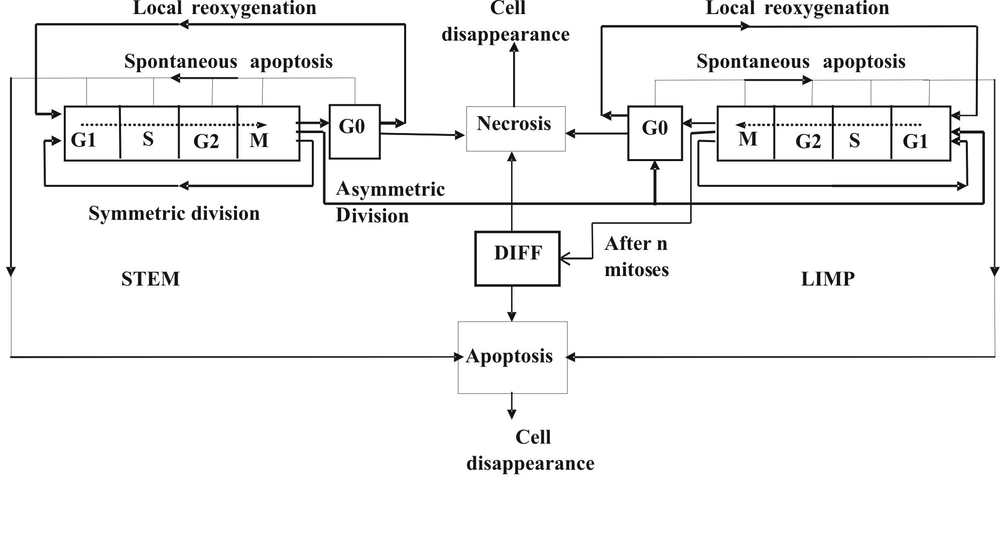 Local reoxygenation
Cell
disappearance
Local reoxygenation
Spontaneous apoptosis
Spontaneous apoptosis
G1
S
G2
M
G0
Necrosis
G0
M
G2
S
G1
Symmetric division
Asymmetric
Division
DIFF
After n
mitoses
STEM
LIMP
Apoptosis
Cell
disappearance